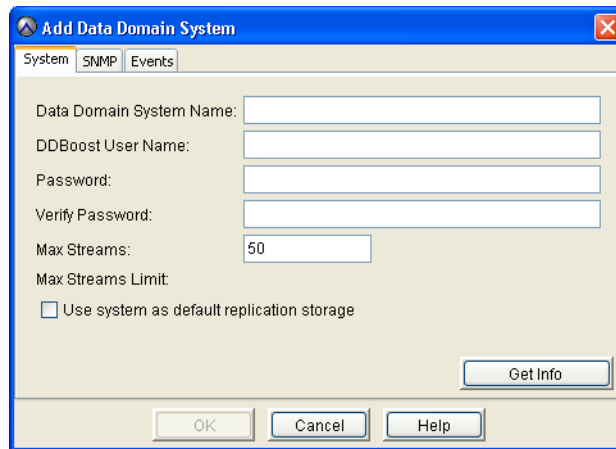 Add Data Domain System
System SNMP Events
Data Domain System Name:
DDBoost User Name:
Password:
Verify Password:
Max Streams: 50
Max Streams Limit:
Use system as default replication storage
Get Info
OK Cancel Help